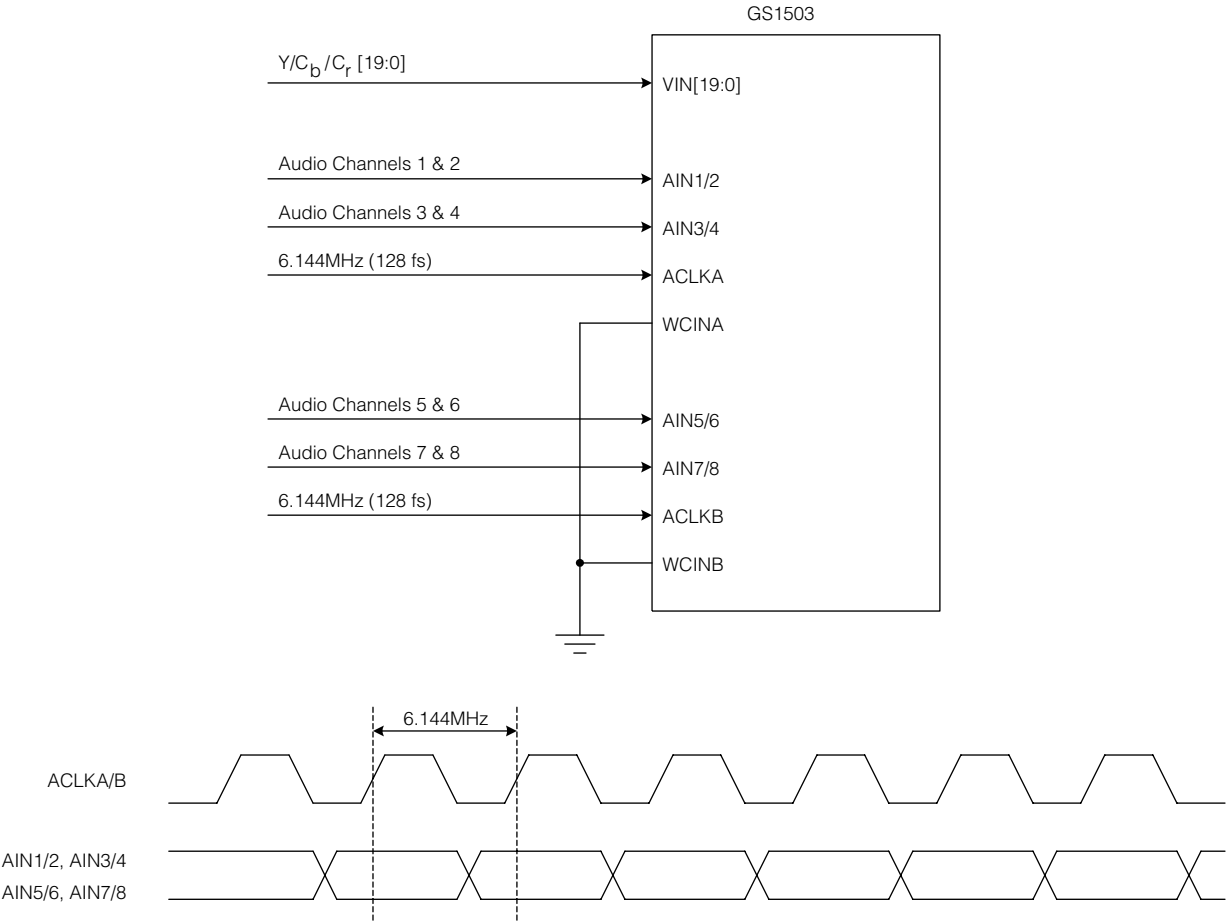 GS1503
Y/Cb/Cr [19:0]
VIN[19:0]
Audio Channels 1 & 2
AIN1/2
Audio Channels 3 & 4
AIN3/4
6.144MHz (128 fs)
ACLKA
WCINA
Audio Channels 5 & 6
AIN5/6
Audio Channels 7 & 8
AIN7/8
6.144MHz (128 fs)
ACLKB
WCINB
6.144MHz
ACLKA/B
AIN1/2, AIN3/4
AIN5/6, AIN7/8